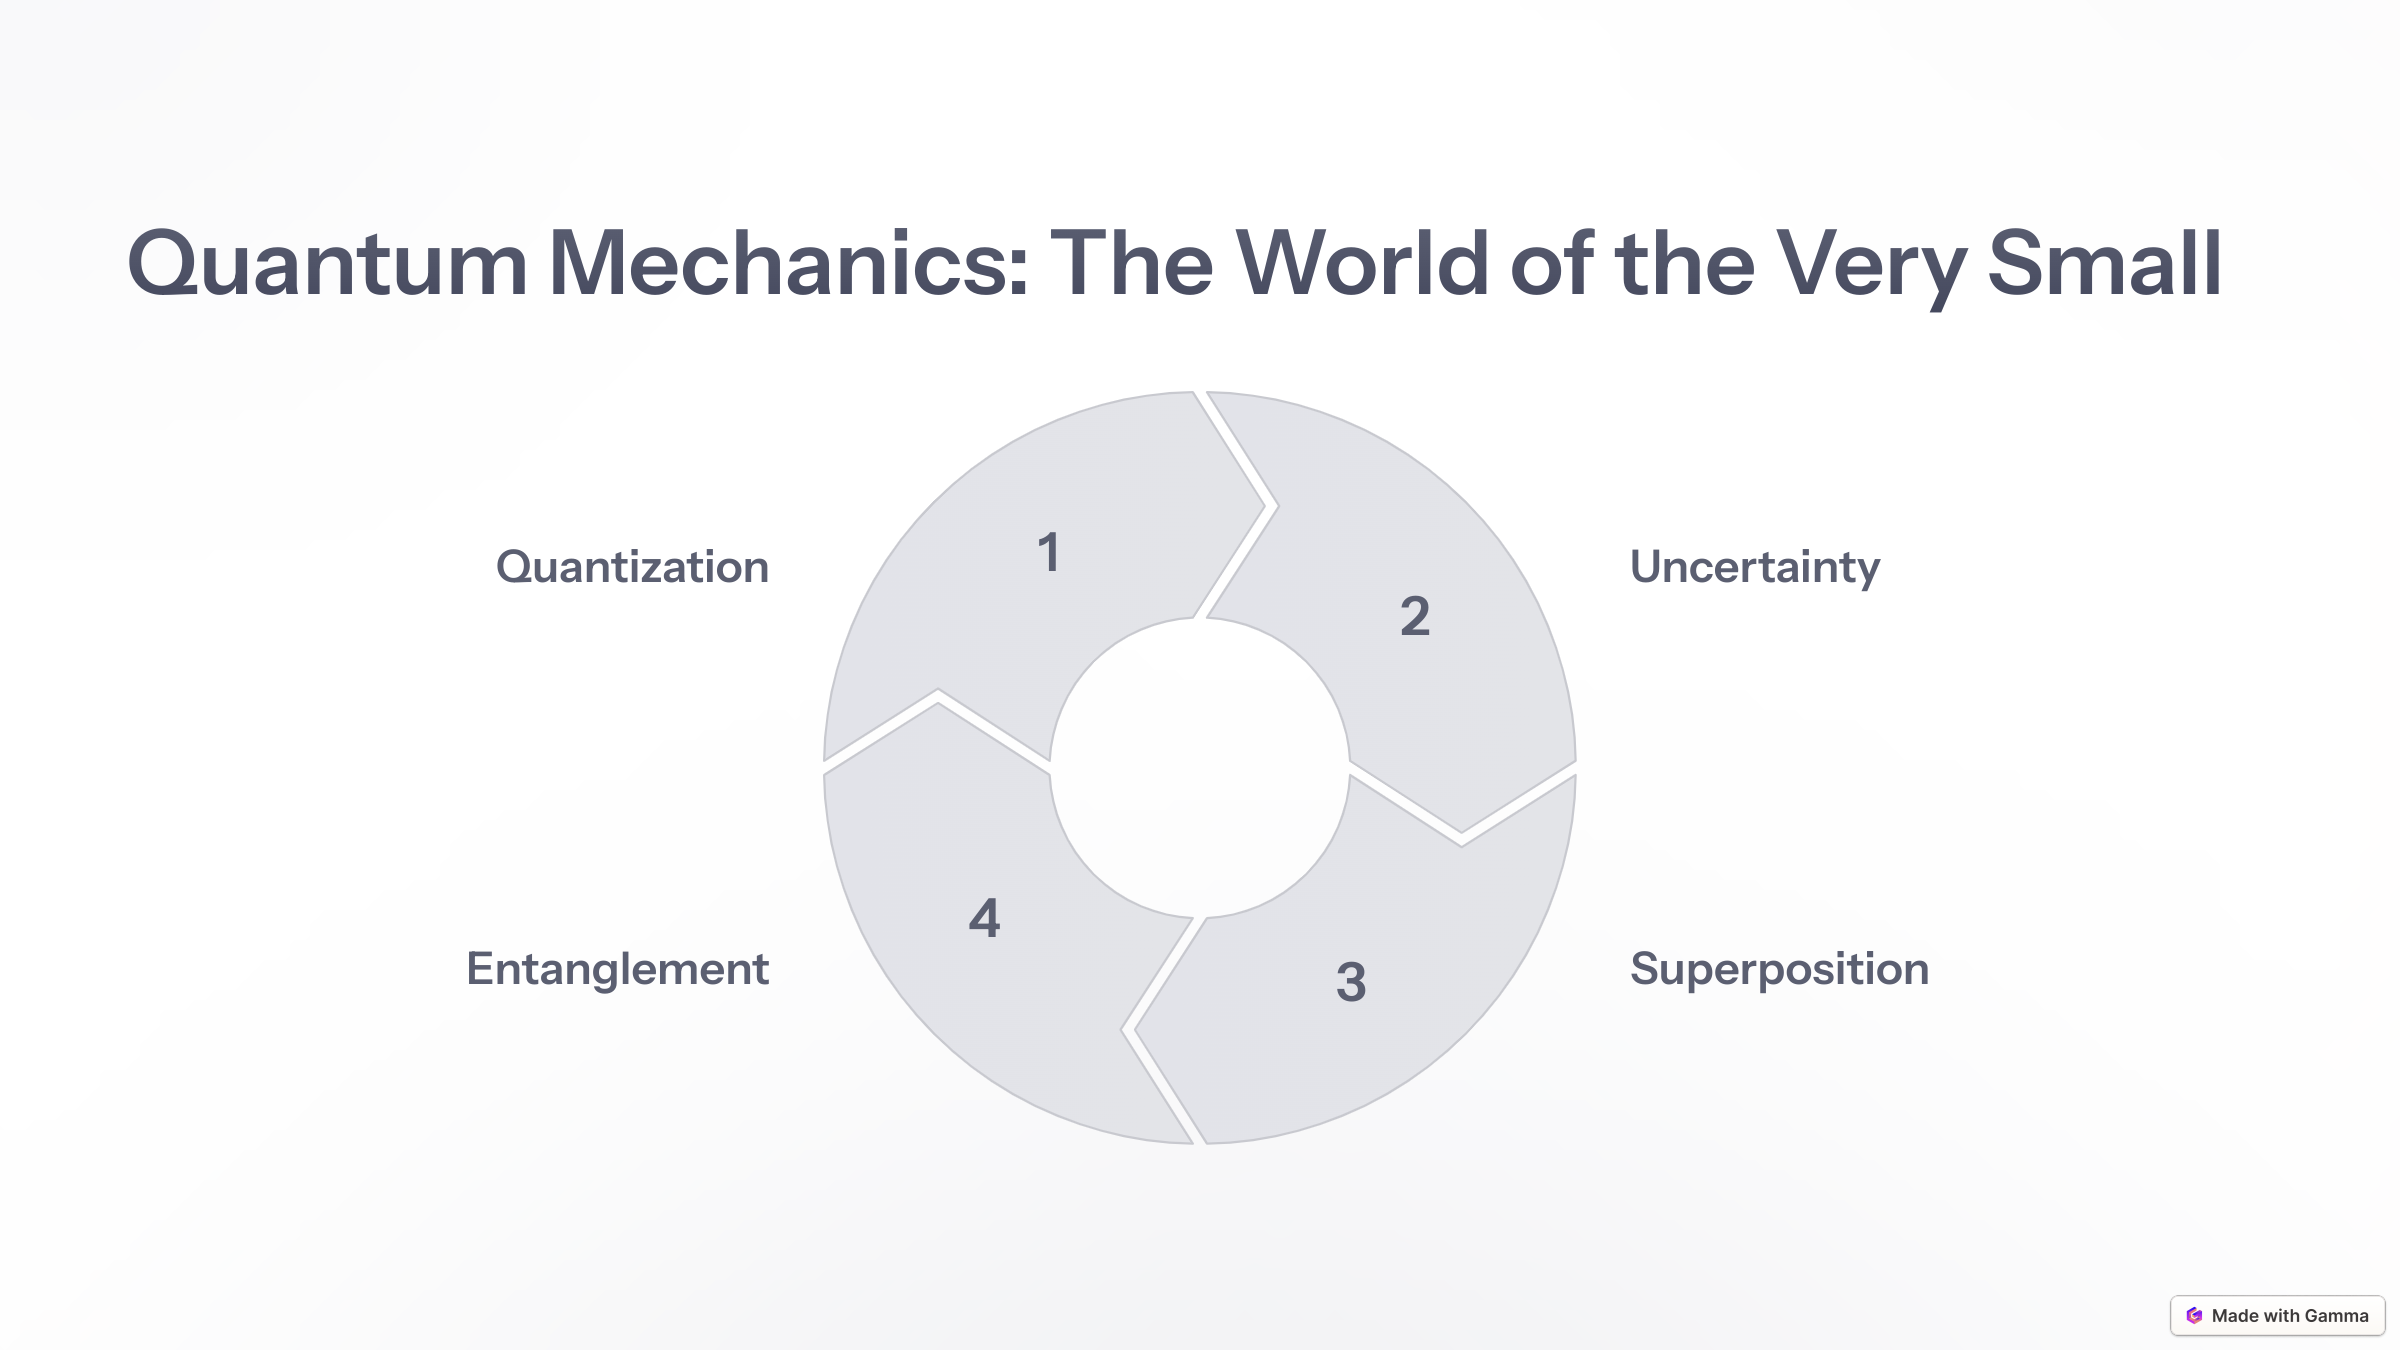 Quantum Mechanics: The World of the Very Small
Quantization
1
2
Uncertainty
Entanglement
4
3
Superposition
Made with Gamma